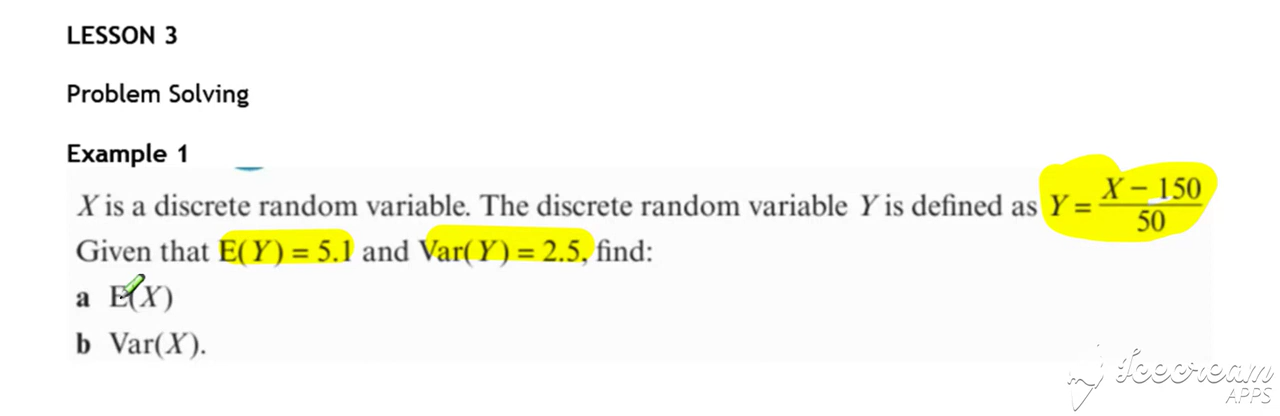 LESSON 3
Problem Solving
Example 1
X is a discrete random variable. The discrete random variable Y is defined as Y = \frac{X - 150}{50}
Given that E(Y) = 5.1 and Var(Y) = 2.5, find:
a E(X)
b Var(X).
Icecream
APPS